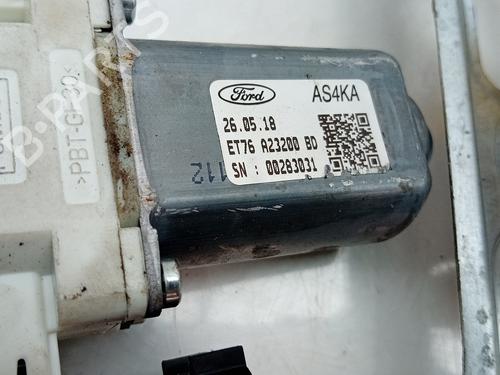 Ford
AS4KA
26.05.18
ET76 A23200 BD
SN : 00283031
112
>PBT-GF30<
B-PARTS